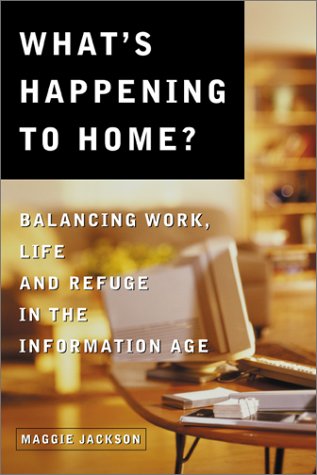 WHAT'S
HAPPENING
TO HOME?
BALANCING WORK,
LIFE
AND REFUGE
IN THE
INFORMATION AGE
MAGGIE JACKSON